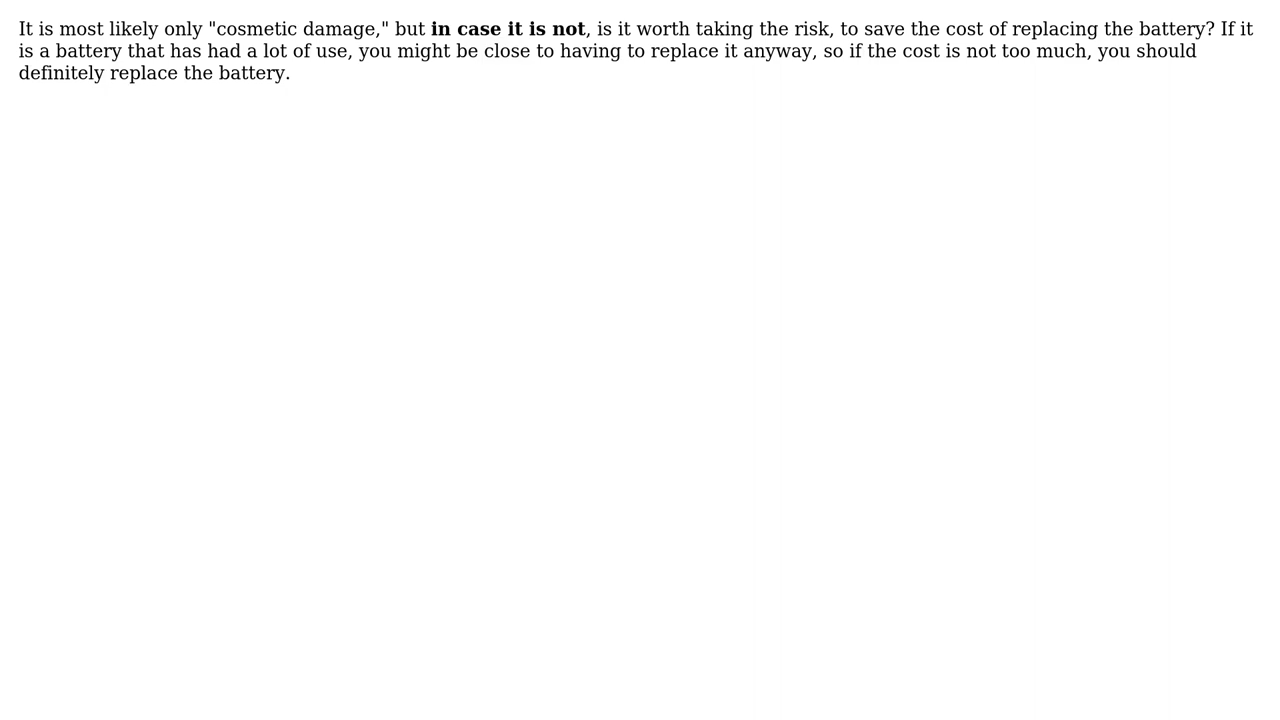 It is most likely only "cosmetic damage," but in case it is not, is it worth taking the risk, to save the cost of replacing the battery? If it
is a battery that has had a lot of use, you might be close to having to replace it anyway, so if the cost is not too much, you should
definitely replace the battery.